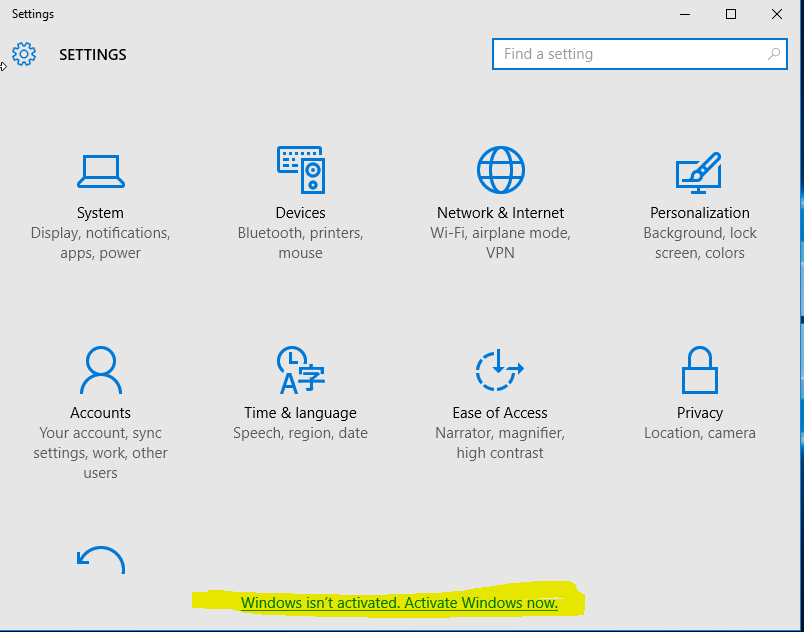 Settings
SETTINGS
Find a setting
System
Display, notifications,
apps, power
Devices
Bluetooth, printers,
mouse
Network & Internet
Wi-Fi, airplane mode,
VPN
Personalization
Background, lock
screen, colors
Accounts
Your account, sync
settings, work, other
users
Time & language
Speech, region, date
Ease of Access
Narrator, magnifier,
high contrast
Privacy
Location, camera
Windows isn't activated. Activate Windows now.